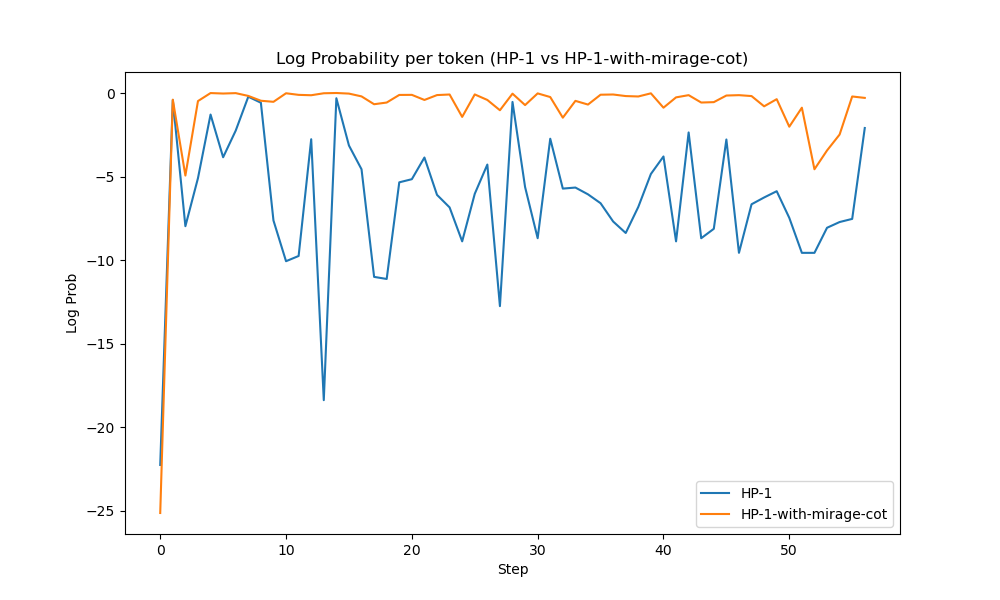 Log Probability per token (HP-1 vs HP-1-with-mirage-cot)
0
−5
−10
−15
−20
−25
Log Prob
0 10 20 30 40 50
Step
HP-1
HP-1-with-mirage-cot